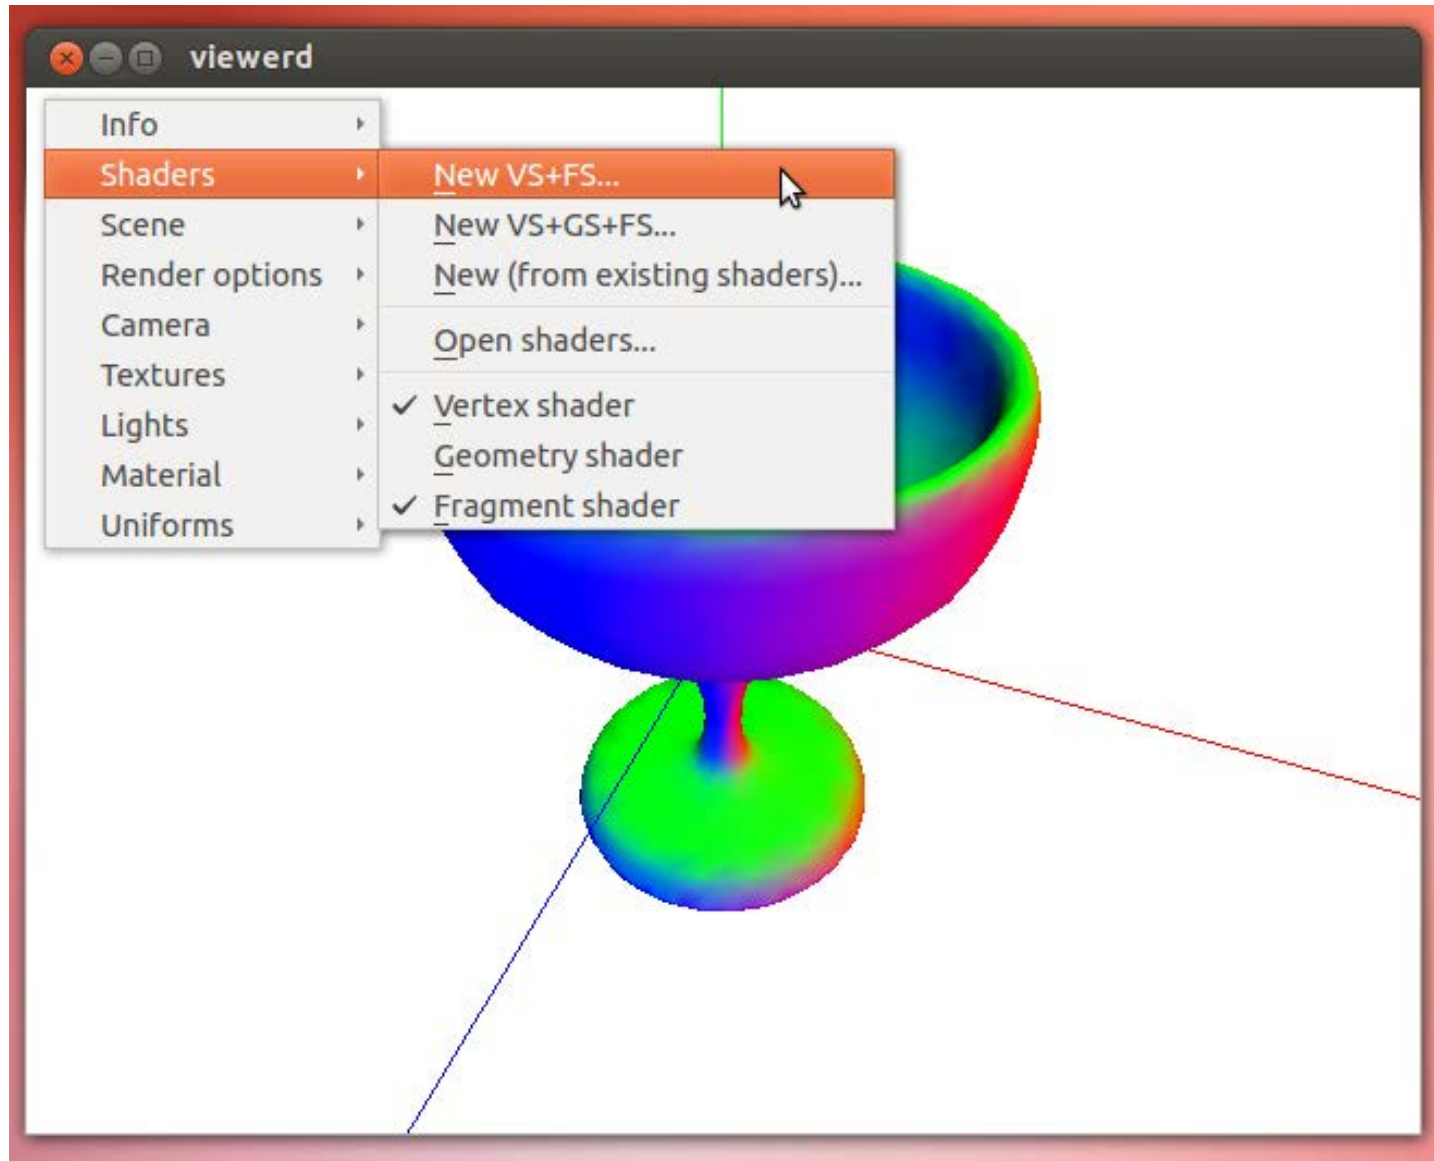 viewerd
Info
Shaders
Scene
Render options
Camera
Textures
Lights
Material
Uniforms
New VS+FS...
New VS+GS+FS...
New (from existing shaders)...
Open shaders...
Vertex shader
Geometry shader
Fragment shader